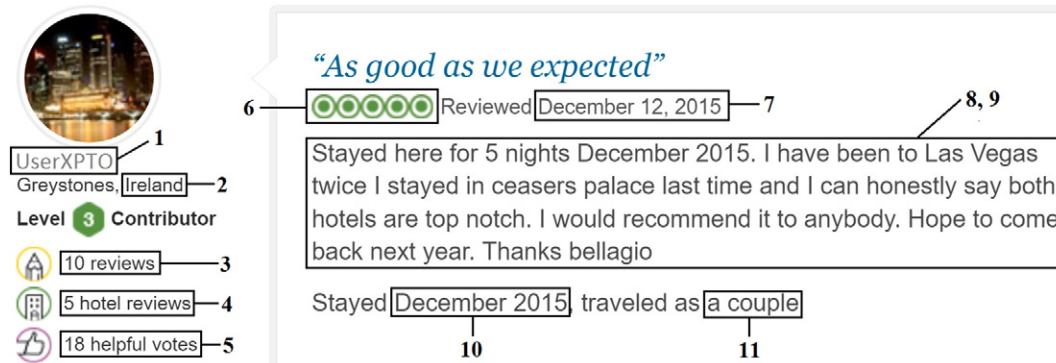 “As good as we expected”
6 Reviewed December 12, 2015 7
8, 9
1
UserXPTO
Greystones, Ireland 2
Level 3 Contributor
10 reviews 3
5 hotel reviews 4
18 helpful votes 5
Stayed here for 5 nights December 2015. I have been to Las Vegas
twice I stayed in ceasers palace last time and I can honestly say both
hotels are top notch. I would recommend it to anybody. Hope to come
back next year. Thanks bellagio
Stayed December 2015, traveled as a couple
10 11